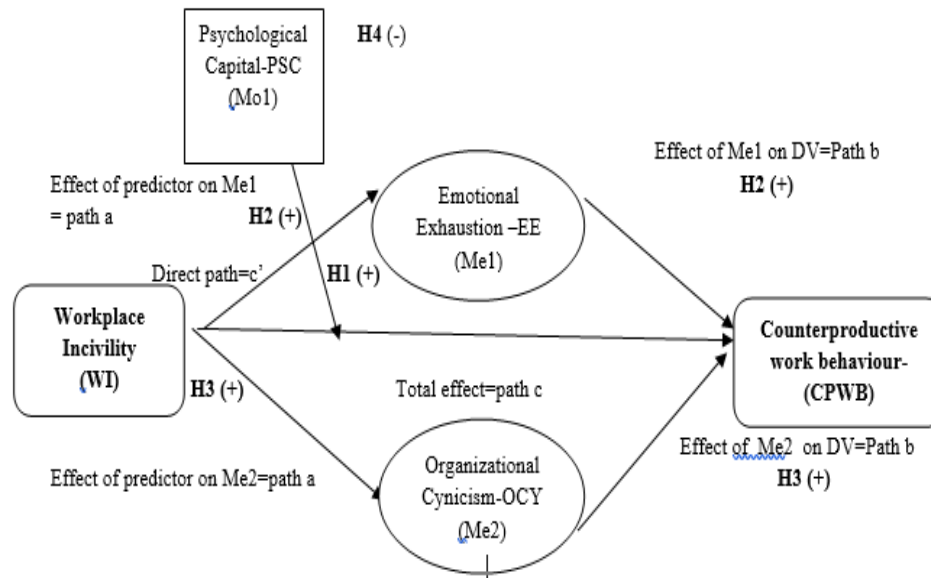 Psychological
Capital-PSC
(Mo1)
H4 (-)
Effect of Me1 on DV=Path b
H2 (+)
Effect of predictor on Me1
= path a
H2 (+)
Emotional
Exhaustion –EE
(Me1)
Direct path=c’
H1 (+)
Workplace
Incivility
(WI)
Counterproductive
work behaviour-
(CPWB)
H3 (+)
Total effect=path c
Effect of Me2 on DV=Path b
H3 (+)
Effect of predictor on Me2=path a
Organizational
Cynicism-OCY
(Me2)